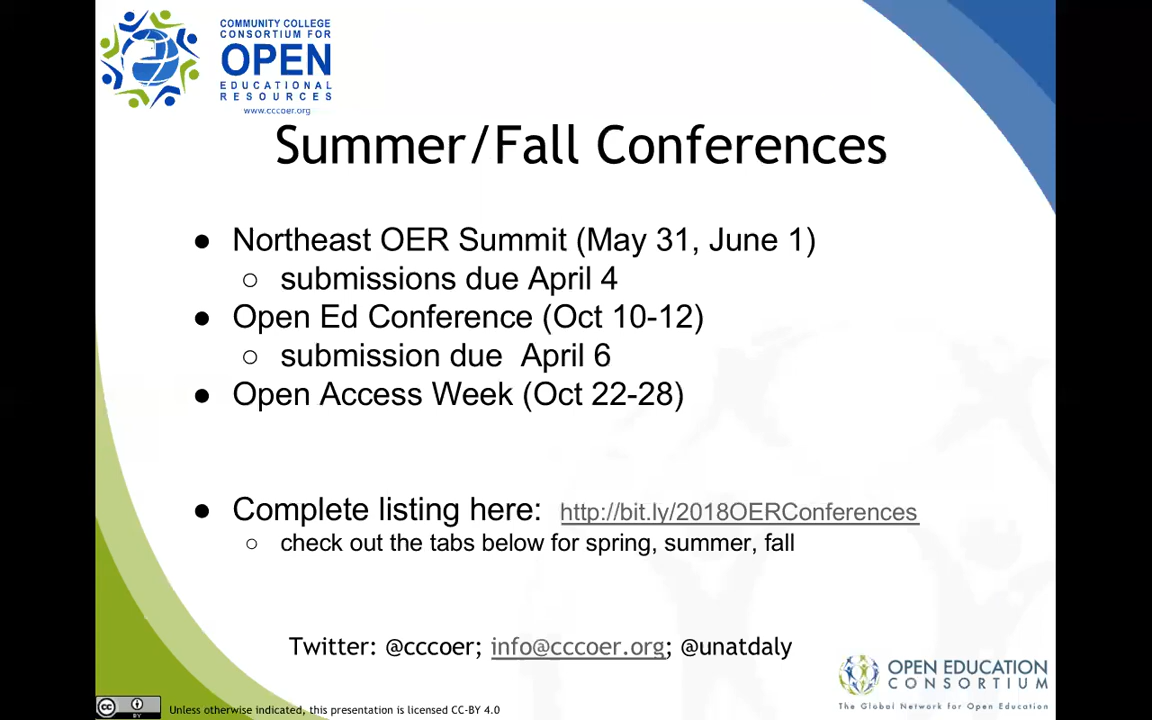 COMMUNITY COLLEGE
CONSORTIUM FOR
OPEN
EDUCATIONAL
RESOURCES
www.cccoer.org
Summer/Fall Conferences
● Northeast OER Summit (May 31, June 1)
○ submissions due April 4
● Open Ed Conference (Oct 10-12)
○ submission due April 6
● Open Access Week (Oct 22-28)
● Complete listing here: http://bit.ly/2018OERConferences
○ check out the tabs below for spring, summer, fall
Twitter: @cccoer; info@cccoer.org; @unatdaly
OPEN EDUCATION
CONSORTIUM
The Global Network for Open Education
cc BY
Unless otherwise indicated, this presentation is licensed CC-BY 4.0